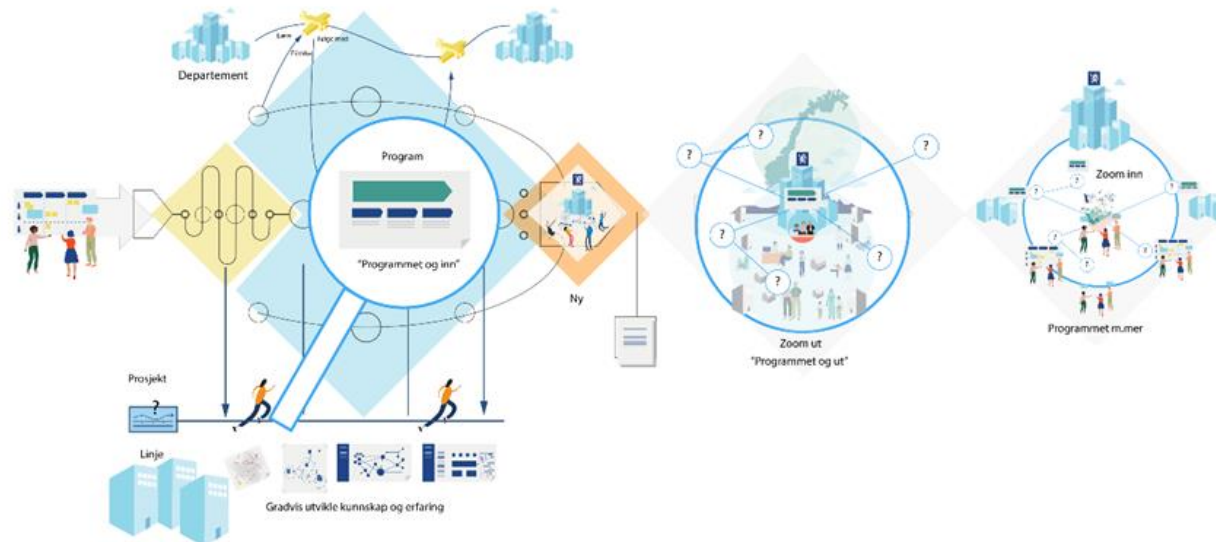 Departement
Program
"Programmet og inn"
Ny
Prosjekt
?
Linje
Gradvis utvikle kunnskap og erfaring
?
?
?
?
?
?
Zoom ut
"Programmet og ut"
Zoom inn
?
?
?
?
?
?
Programmet m.mer